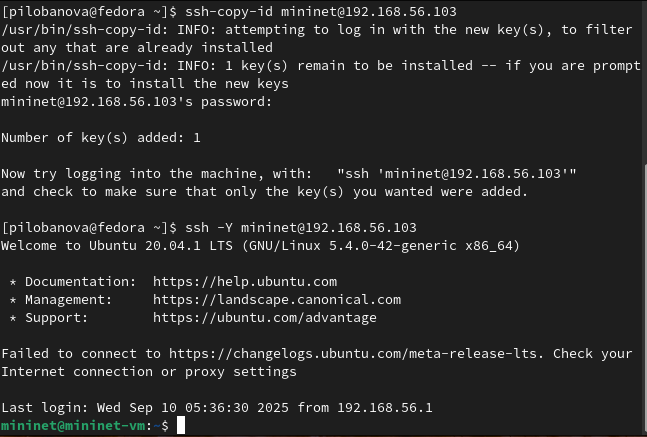 [pilobanova@fedora ~]$ ssh-copy-id mininet@192.168.56.103
/usr/bin/ssh-copy-id: INFO: attempting to log in with the new key(s), to filter
out any that are already installed
/usr/bin/ssh-copy-id: INFO: 1 key(s) remain to be installed -- if you are prompt
ed now it is to install the new keys
mininet@192.168.56.103's password:
Number of key(s) added: 1
Now try logging into the machine, with:   "ssh 'mininet@192.168.56.103'"
and check to make sure that only the key(s) you wanted were added.
[pilobanova@fedora ~]$ ssh -Y mininet@192.168.56.103
Welcome to Ubuntu 20.04.1 LTS (GNU/Linux 5.4.0-42-generic x86_64)
 * Documentation:  https://help.ubuntu.com
 * Management:     https://landscape.canonical.com
 * Support:        https://ubuntu.com/advantage
Failed to connect to https://changelogs.ubuntu.com/meta-release-lts. Check your
Internet connection or proxy settings
Last login: Wed Sep 10 05:36:30 2025 from 192.168.56.1
mininet@mininet-vm:~$